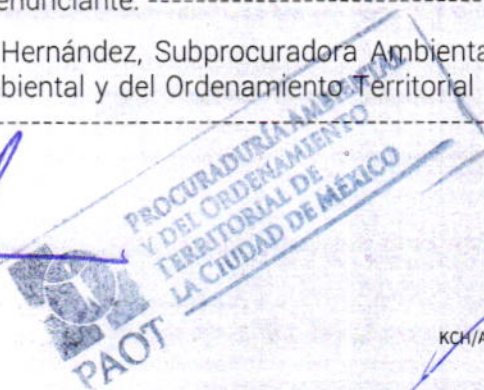 enunciante. ------------------------------
Hernández, Subprocuradora Ambienta
biental y del Ordenamiento Territorial
------------------------------
PROCURADURÍA AMBIENTAL
Y DEL ORDENAMIENTO
TERRITORIAL DE
LA CIUDAD DE MÉXICO
PAOT
KCH/A